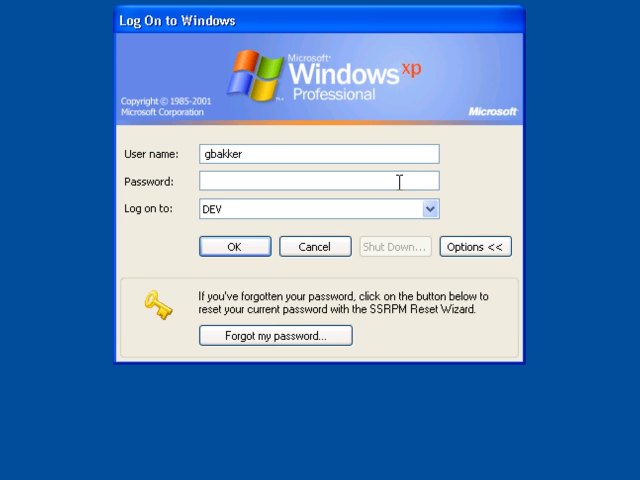 Log On to Windows
Microsoft®
Windows xp
Professional
Copyright © 1985-2001
Microsoft Corporation
Microsoft
User name: gbakker
Password:
Log on to: DEV
OK Cancel Shut Down... Options <<
If you've forgotten your password, click on the button below to
reset your current password with the SSRPM Reset Wizard.
Forgot my password...